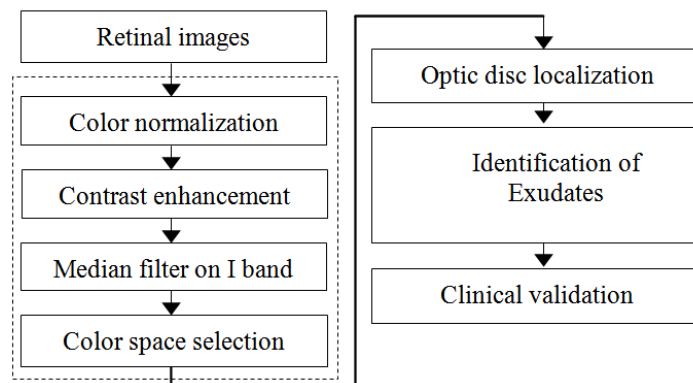 Retinal images
Color normalization
Contrast enhancement
Median filter on I band
Color space selection
Optic disc localization
Identification of
Exudates
Clinical validation